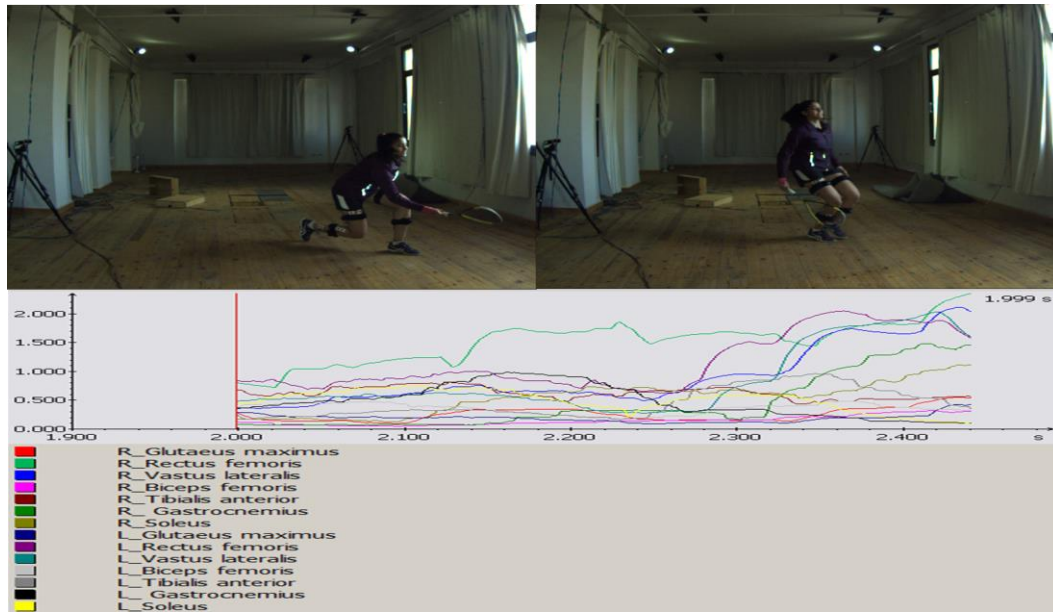 2.000
1.999 s
1.500
1.000
0.500
0.000
1.900 2.000 2.100 2.200 2.300 2.400 s
R_Glutaeus maximus
R_Rectus femoris
R_Vastus lateralis
R_Biceps femoris
R_Tibialis anterior
R_ Gastrocnemius
R_Soleus
L_Glutaeus maximus
L_Rectus femoris
L_Vastus lateralis
L_Biceps femoris
L_Tibialis anterior
L_ Gastrocnemius
L_Soleus